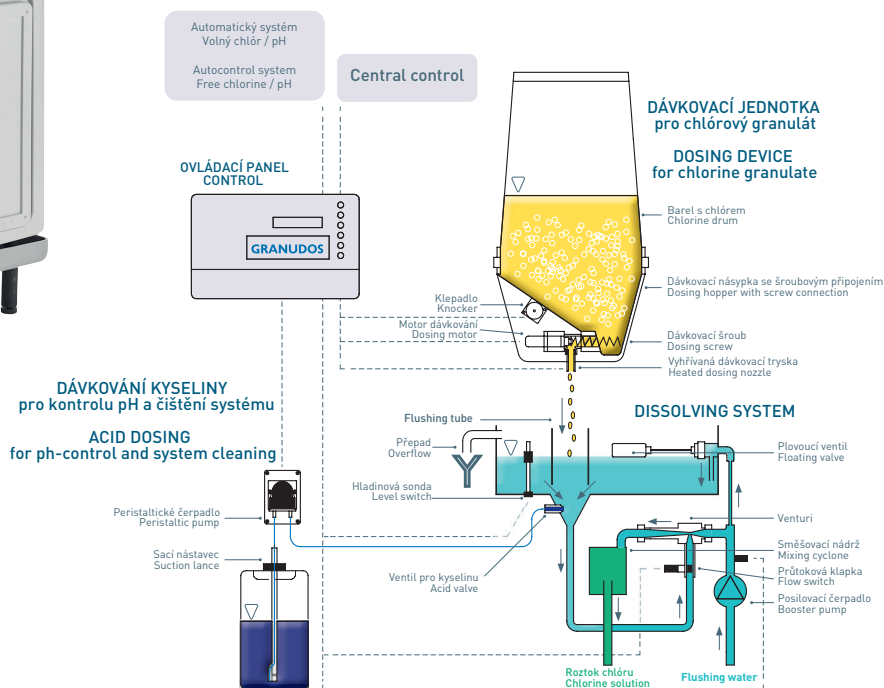 Automatický systém
Volný chlór / pH
Autocontrol system
Free chlorine / pH
Central control
DÁVKOVACÍ JEDNOTKA
pro chlórový granulát
DOSING DEVICE
for chlorine granulate
OVLÁDACÍ PANEL
CONTROL
GRANUDOS
Barel s chlórem
Chlorine drum
Dávkovací násypka se šroubovým připojením
Dosing hopper with screw connection
Klepadlo
Knocker
Motor dávkování
Dosing motor
Dávkovací šroub
Dosing screw
Vyhřívaná dávkovací tryska
Heated dosing nozzle
DÁVKOVÁNÍ KYSELINY
pro kontrolu pH a čištění systému
ACID DOSING
for ph-control and system cleaning
DISSOLVING SYSTEM
Flushing tube
Přepad
Overflow
Plovoucí ventil
Floating valve
Hladinová sonda
Level switch
Peristaltické čerpadlo
Peristaltic pump
Venturi
Směšovací nádrž
Mixing cyclone
Sací nástavec
Suction lance
Průtoková klapka
Flow switch
Ventil pro kyselinu
Acid valve
Posilovací čerpadlo
Booster pump
Roztok chlóru
Chlorine solution
Flushing water